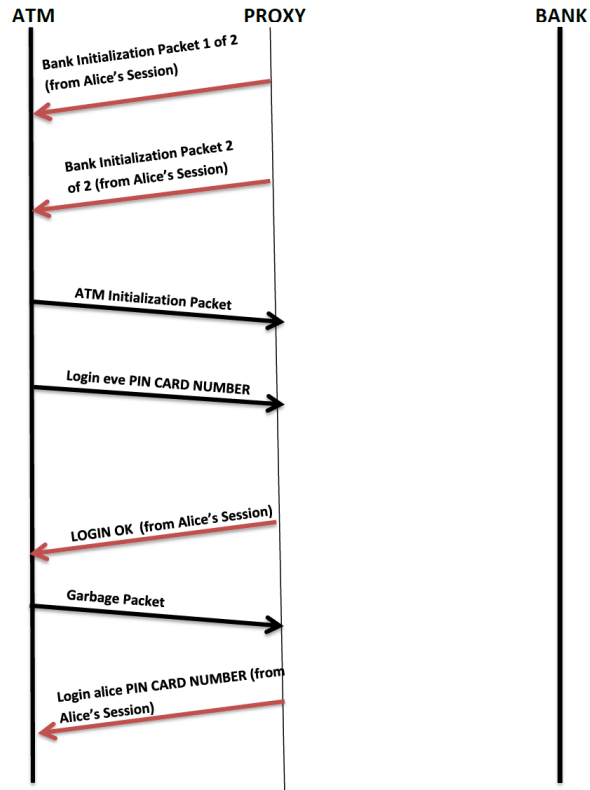 ATM PROXY BANK
Bank Initialization Packet 1 of 2
(from Alice's Session)
Bank Initialization Packet 2
of 2 (from Alice's Session)
ATM Initialization Packet
Login eve PIN CARD NUMBER
LOGIN OK (from Alice's Session)
Garbage Packet
Login alice PIN CARD NUMBER (from
Alice's Session)